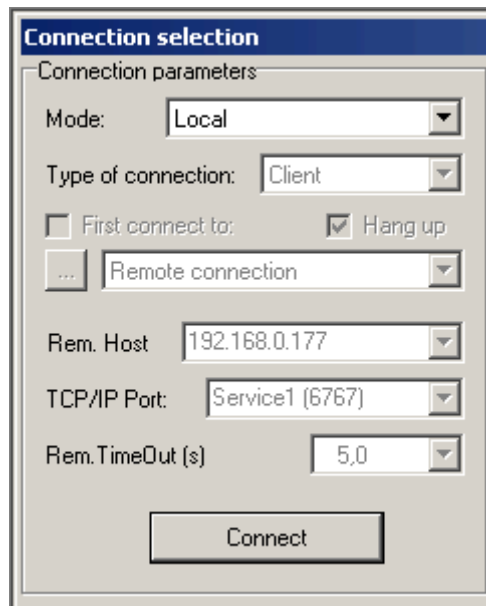 Connection selection
Connection parameters
Mode: Local
Type of connection: Client
First connect to: Hang up
... Remote connection
Rem. Host 192.168.0.177
TCP/IP Port: Service1 (6767)
Rem.TimeOut (s) 5,0
Connect